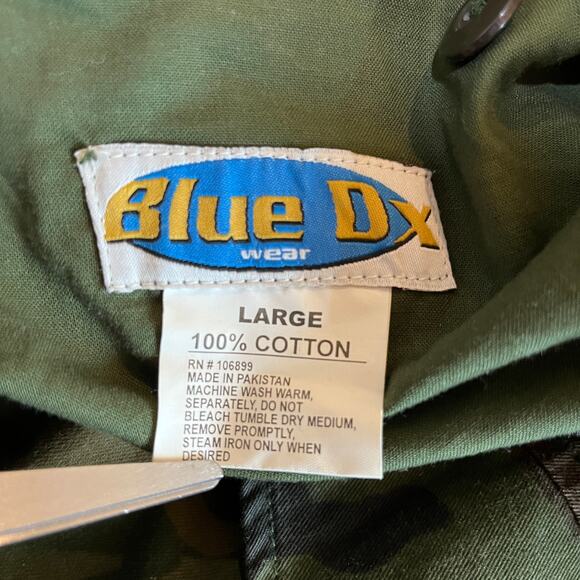 Blue Dx
wear
LARGE
100% COTTON
RN # 106899
MADE IN PAKISTAN
MACHINE WASH WARM,
SEPARATELY, DO NOT
BLEACH TUMBLE DRY MEDIUM,
REMOVE PROMPTLY,
STEAM IRON ONLY WHEN
DESIRED